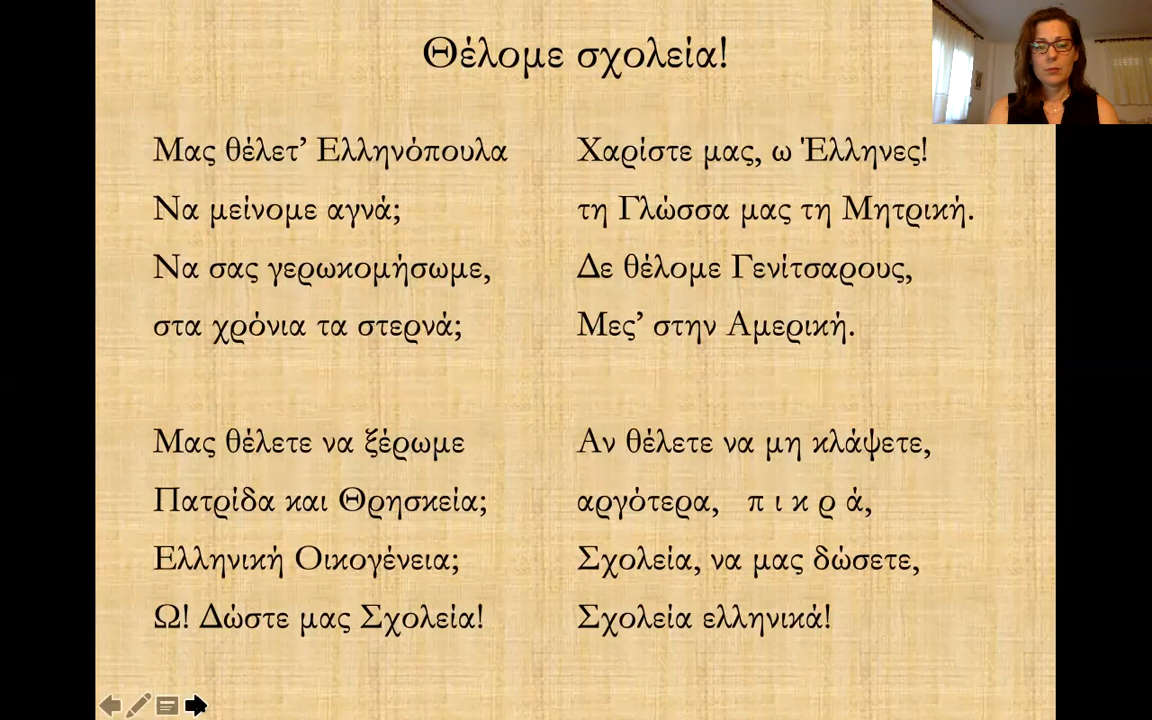 Θέλομε σχολεία!
Μας θέλετ’ Ελληνόπουλα
Να μείνομε αγνά;
Να σας γερωκομήσωμε,
στα χρόνια τα στερνά;
Μας θέλετε να ξέρωμε
Πατρίδα και Θρησκεία;
Ελληνική Οικογένεια;
Ω! Δώστε μας Σχολεία!
Χαρίστε μας, ω Έλληνες!
τη Γλώσσα μας τη Μητρική.
Δε θέλομε Γενίτσαρους,
Μες’ στην Αμερική.
Αν θέλετε να μη κλάψετε,
αργότερα, π ι κ ρ ά,
Σχολεία, να μας δώσετε,
Σχολεία ελληνικά!